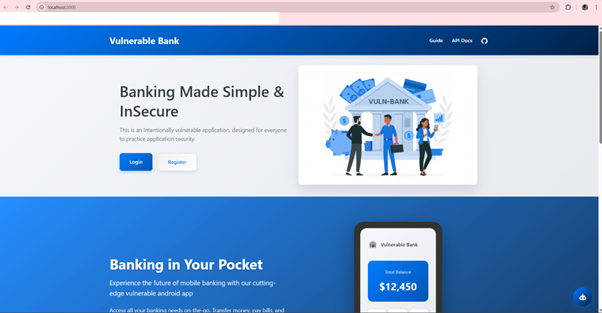 localhost:5000
Vulnerable Bank
Guide
API Docs
Banking Made Simple &
InSecure
This is an Intentionally vulnerable application, designed for everyone
to practice application security.
Login
Register
VULN-BANK
Banking in Your Pocket
Experience the future of mobile banking with our cutting-
edge vulnerable android app
Access all your banking needs on-the-go. Transfer money, pay bills, and
Vulnerable Bank
Total Balance
$12,450